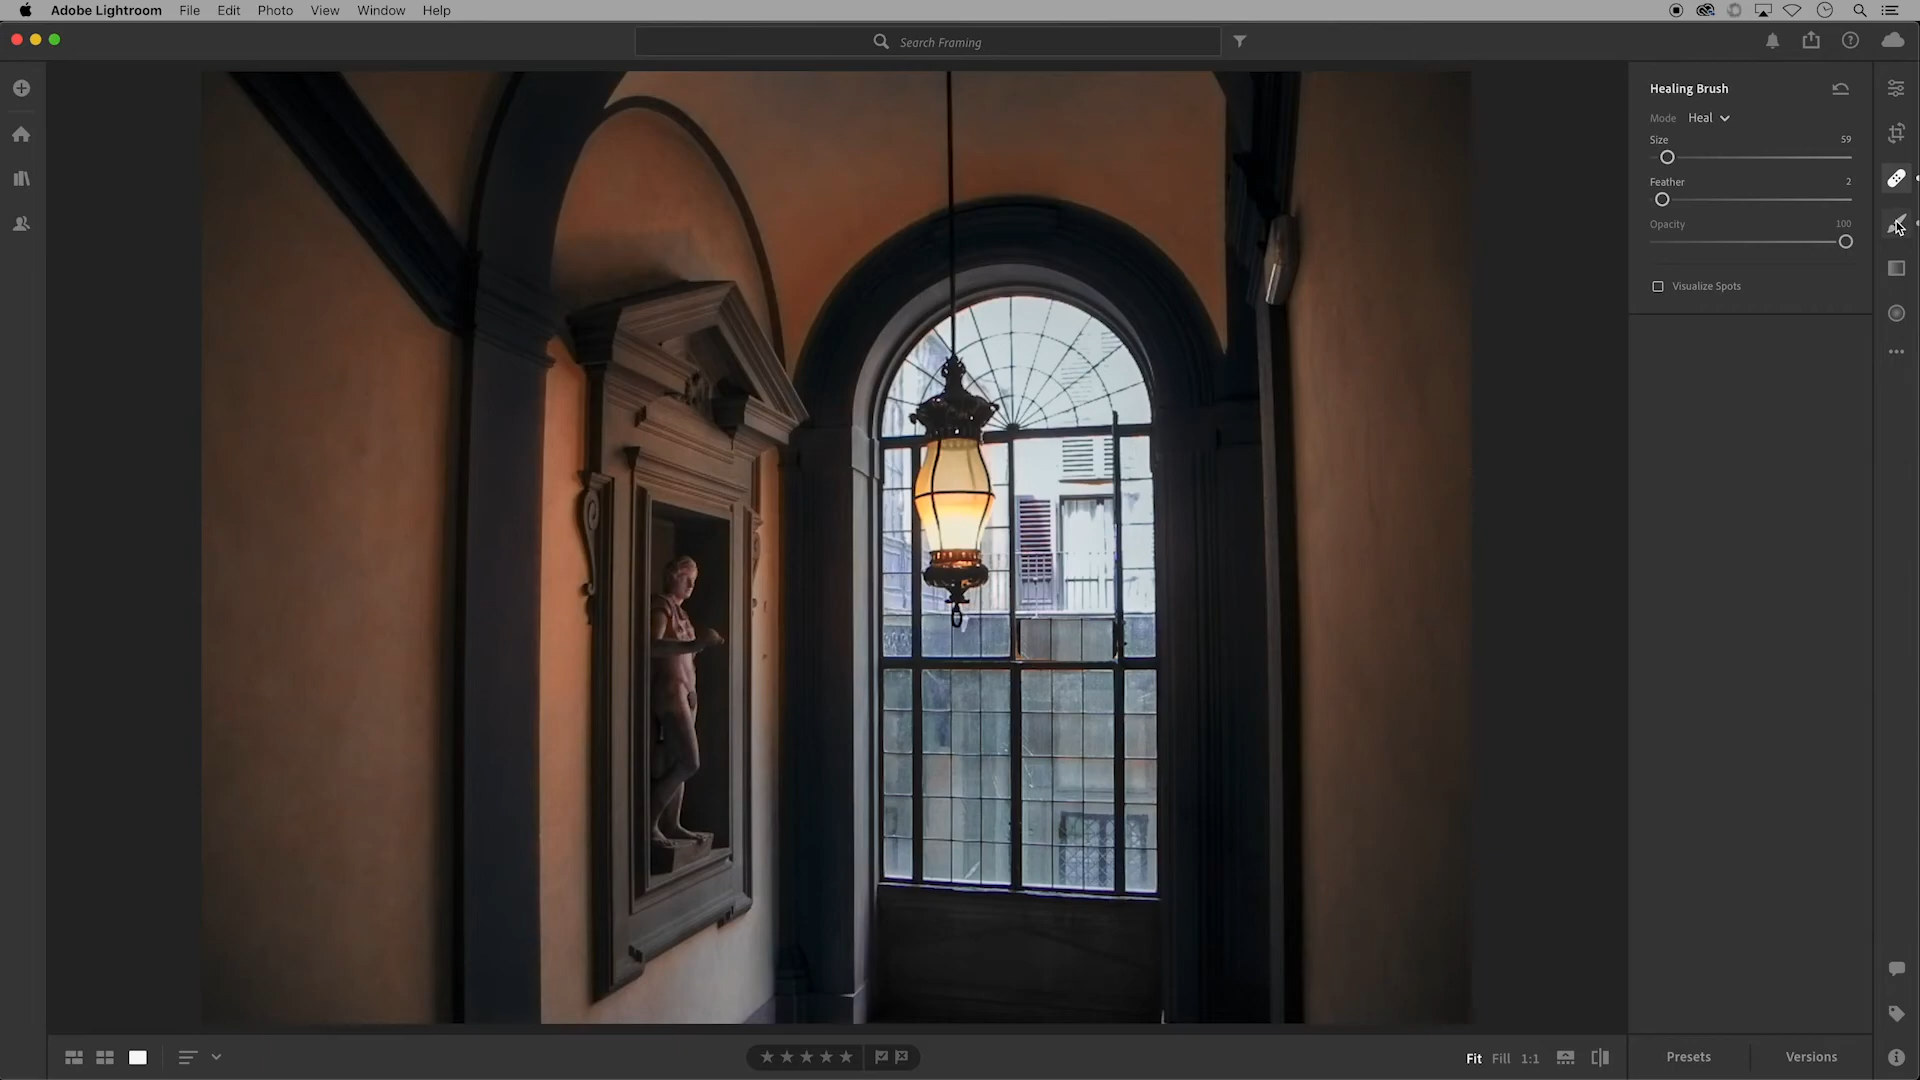 Adobe Lightroom File Edit Photo View Window Help
Search Framing
Healing Brush
Mode Heal
Size 59
Feather 2
Opacity 100
Visualize Spots
Fit Fill 1:1
Presets Versions